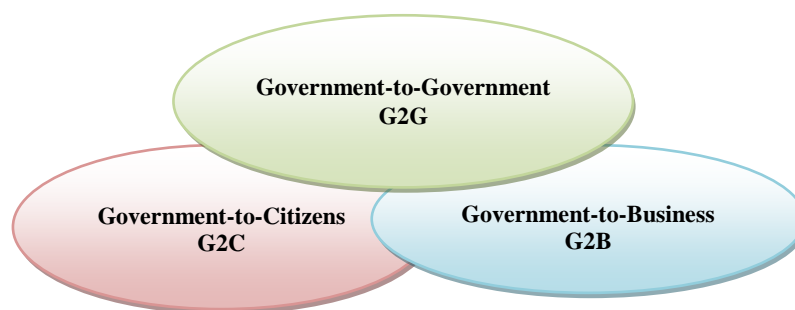 Government-to-Government
G2G
Government-to-Citizens
G2C
Government-to-Business
G2B